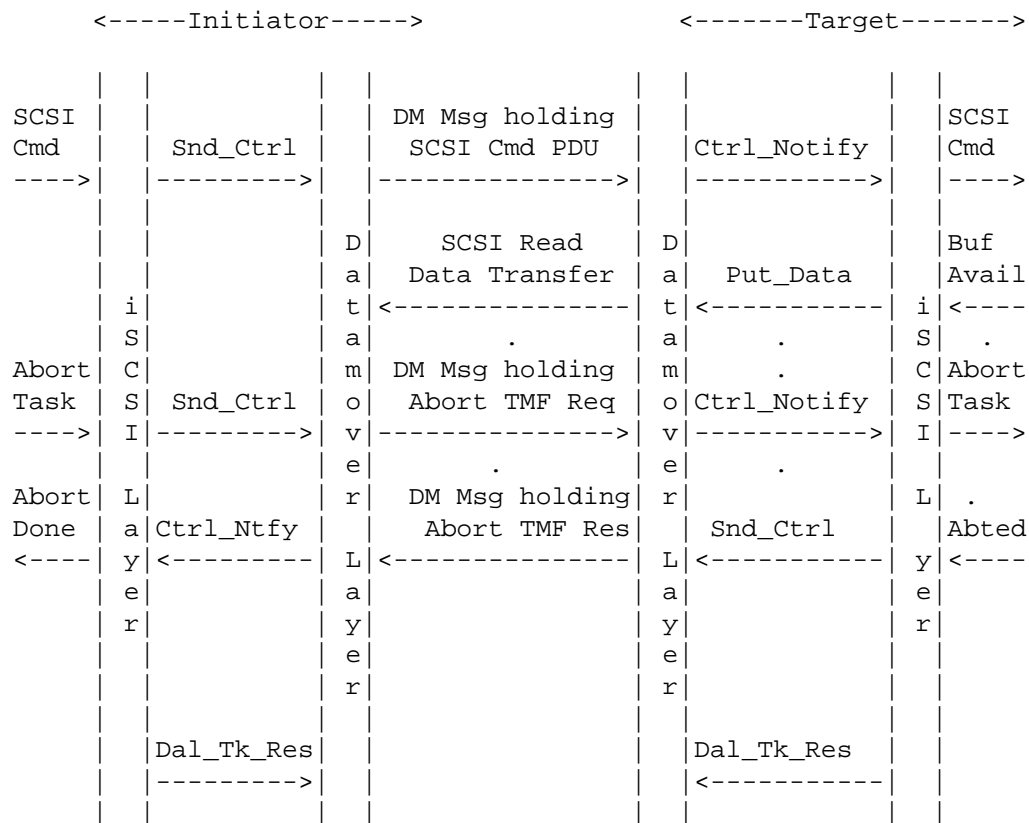 <-----Initiator-----> <-------Target------->
| | | | | | | |
SCSI | | | | DM Msg holding | | | |SCSI
Cmd | | Snd_Ctrl | | SCSI Cmd PDU | |Ctrl_Notify| |Cmd
---->| |--------->| |--------------->| |----------->| |---->
| | | | | | | |
| | | D| SCSI Read | D| | |Buf
| | | a| Data Transfer | a| Put_Data | |Avail
| i| | t|<---------------| t|<-----------| i|<----
| S| | a| . | a| . | S| .
Abort| C| | m| DM Msg holding | m| . | C|Abort
Task | S| Snd_Ctrl | o| Abort TMF Req | o|Ctrl_Notify| S|Task
---->| I|--------->| v|--------------->| v|----------->| I|---->
| | | e| . | e| . | |
Abort| L| | r| DM Msg holding| r| | L| .
Done | a|Ctrl_Ntfy | | Abort TMF Res| | Snd_Ctrl | a|Abted
<----| y|<---------| L|<---------------| L|<-----------| y|<----
| e| | a| | a| | e|
| r| | y| | y| | r|
| | | e| | e| | |
| | | r| | r| | |
| | | | | | | |
| |Dal_Tk_Res| | | |Dal_Tk_Res | |
| |--------->| | | |<-----------| |
| | | | | | | |